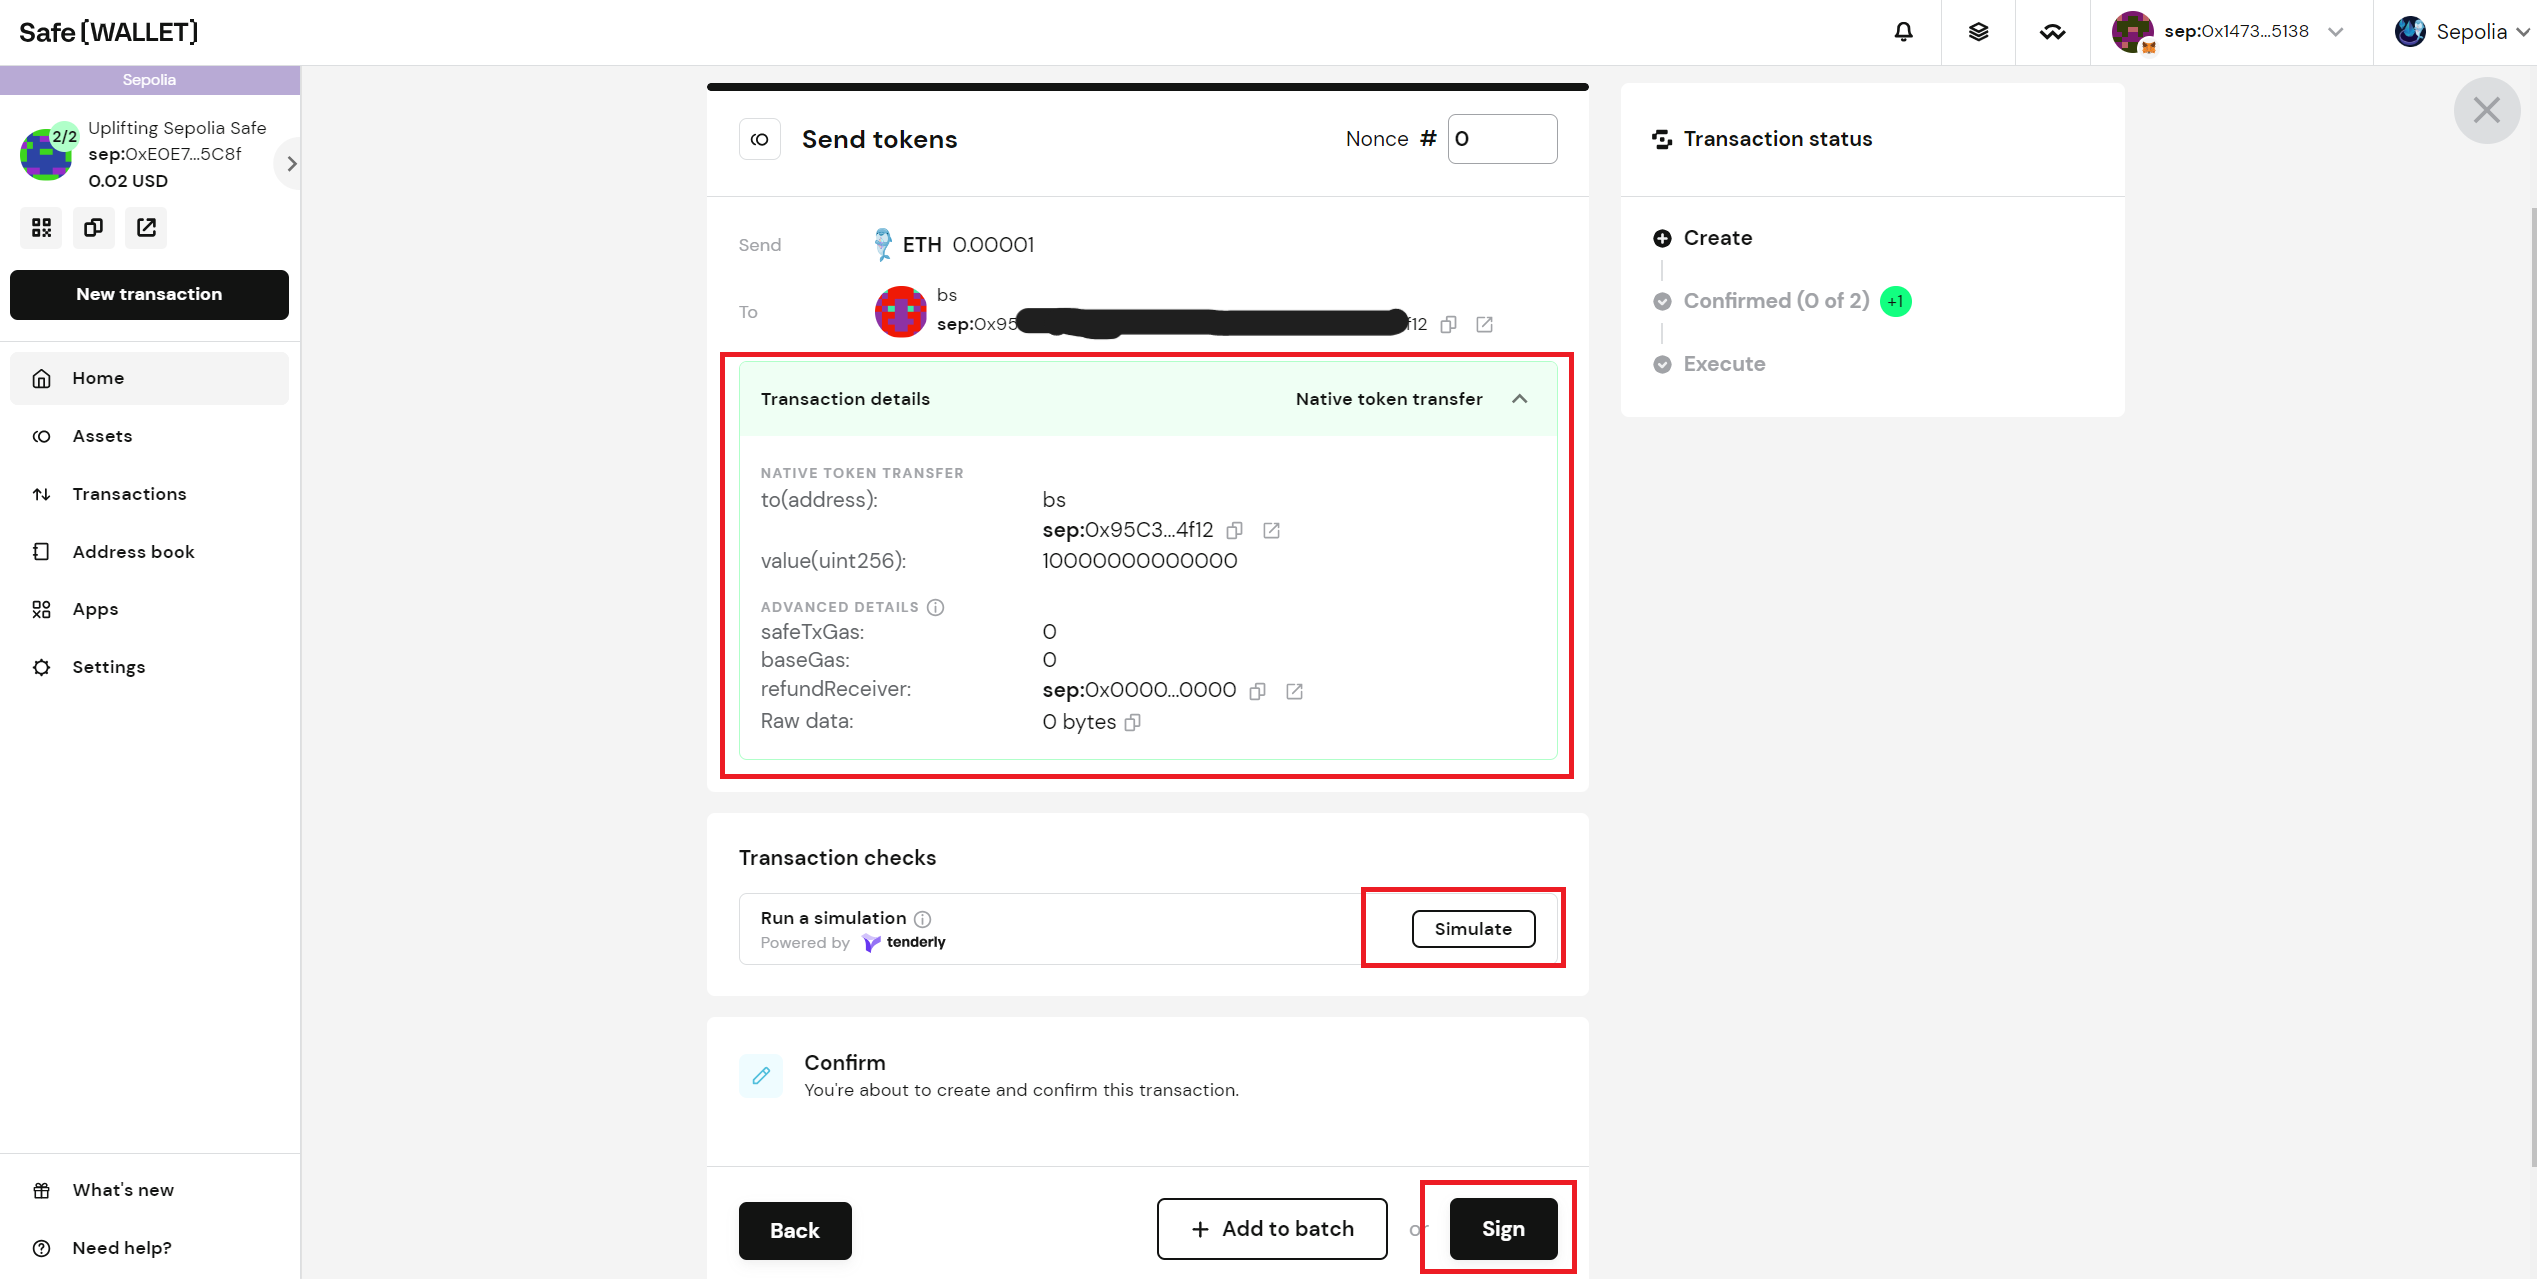 Safe{WALLET}
sep:0x1473...5138
Sepolia
Sepolia
2/2
Uplifting Sepolia Safe
sep:0xE0E7...5C8f
0.02 USD
New transaction
Home
Assets
Transactions
Address book
Apps
Settings
What's new
Need help?
Send tokens
Nonce # 0
Send ETH 0.00001
To bs
sep:0x95
f12
Transaction details Native token transfer
NATIVE TOKEN TRANSFER
to(address): bs
sep:0x95C3...4f12
value(uint256): 10000000000000
ADVANCED DETAILS
safeTxGas: 0
baseGas: 0
refundReceiver: sep:0x0000...0000
Raw data: 0 bytes
Transaction checks
Run a simulation
Powered by tenderly
Simulate
Confirm
You're about to create and confirm this transaction.
Back
+ Add to batch
or
Sign
Transaction status
Create
Confirmed (0 of 2) +1
Execute